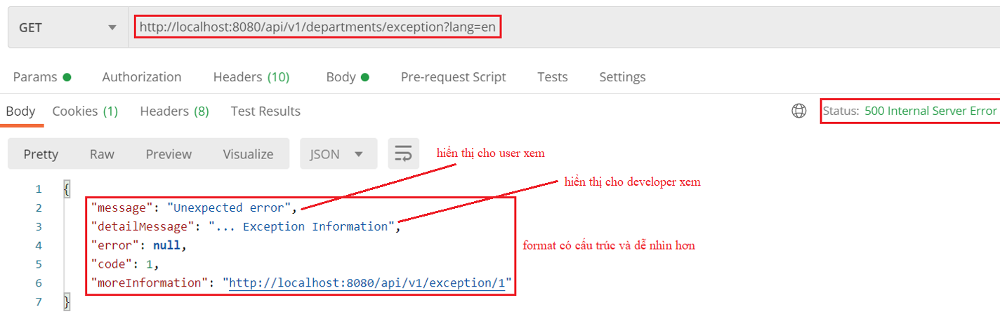 GET
http://localhost:8080/api/v1/departments/exception?lang=en
Params Authorization Headers (10) Body Pre-request Script Tests Settings
Body Cookies (1) Headers (8) Test Results Status: 500 Internal Server Error
Pretty Raw Preview Visualize JSON
hiển thị cho user xem
hiển thị cho developer xem
1 {
2 "message": "Unexpected error",
3 "detailMessage": "... Exception Information",
4 "error": null,
format có cấu trúc và dễ nhìn hơn
5 "code": 1,
6 "moreInformation": "http://localhost:8080/api/v1/exception/1"
7 }